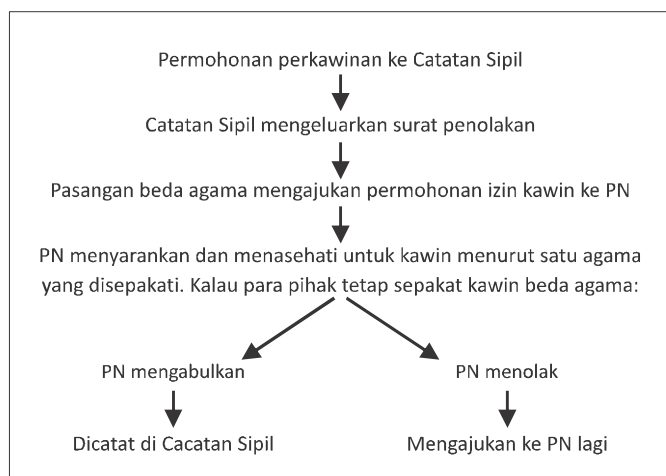 Permohonan perkawinan ke Catatan Sipil
Catatan Sipil mengeluarkan surat penolakan
Pasangan beda agama mengajukan permohonan izin kawin ke PN
PN menyarankan dan menasehati untuk kawin menurut satu agama
yang disepakati. Kalau para pihak tetap sepakat kawin beda agama:
PN mengabulkan
PN menolak
Dicatat di Cacatan Sipil
Mengajukan ke PN lagi